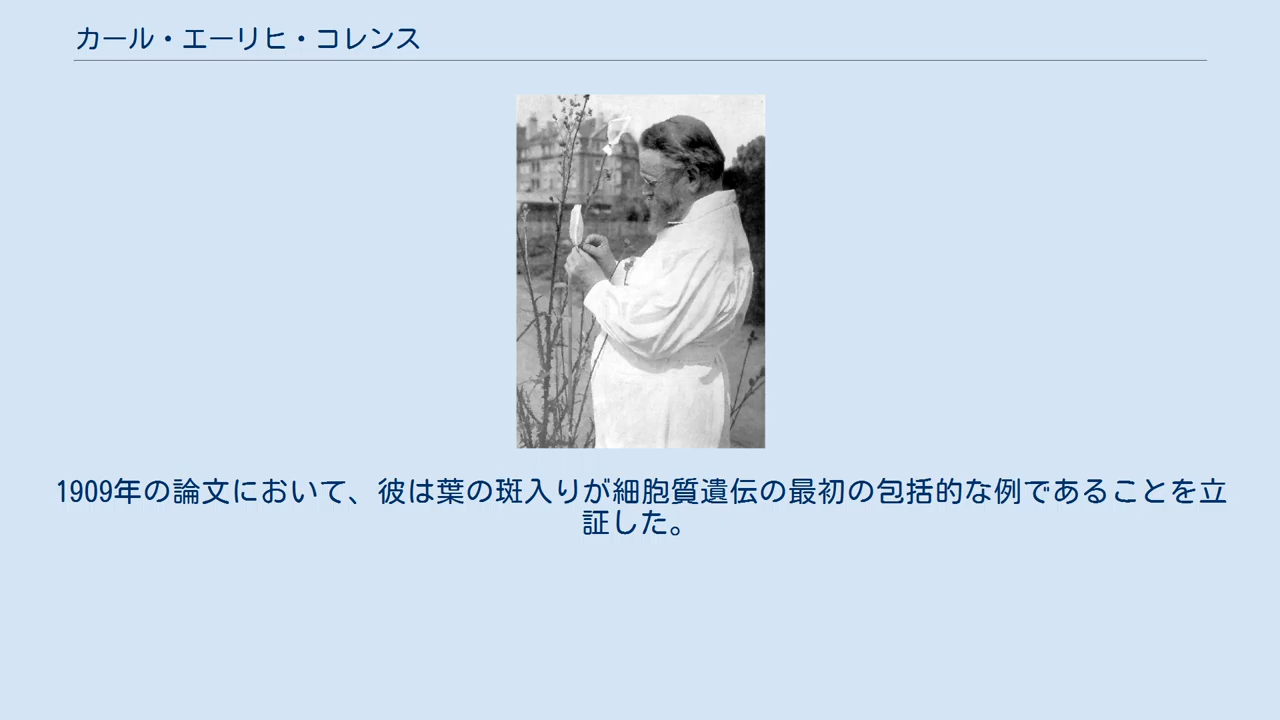 カール・エーリヒ・コレンス
1909年の論文において、彼は葉の斑入りが細胞質遺伝の最初の包括的な例であることを立
証した。